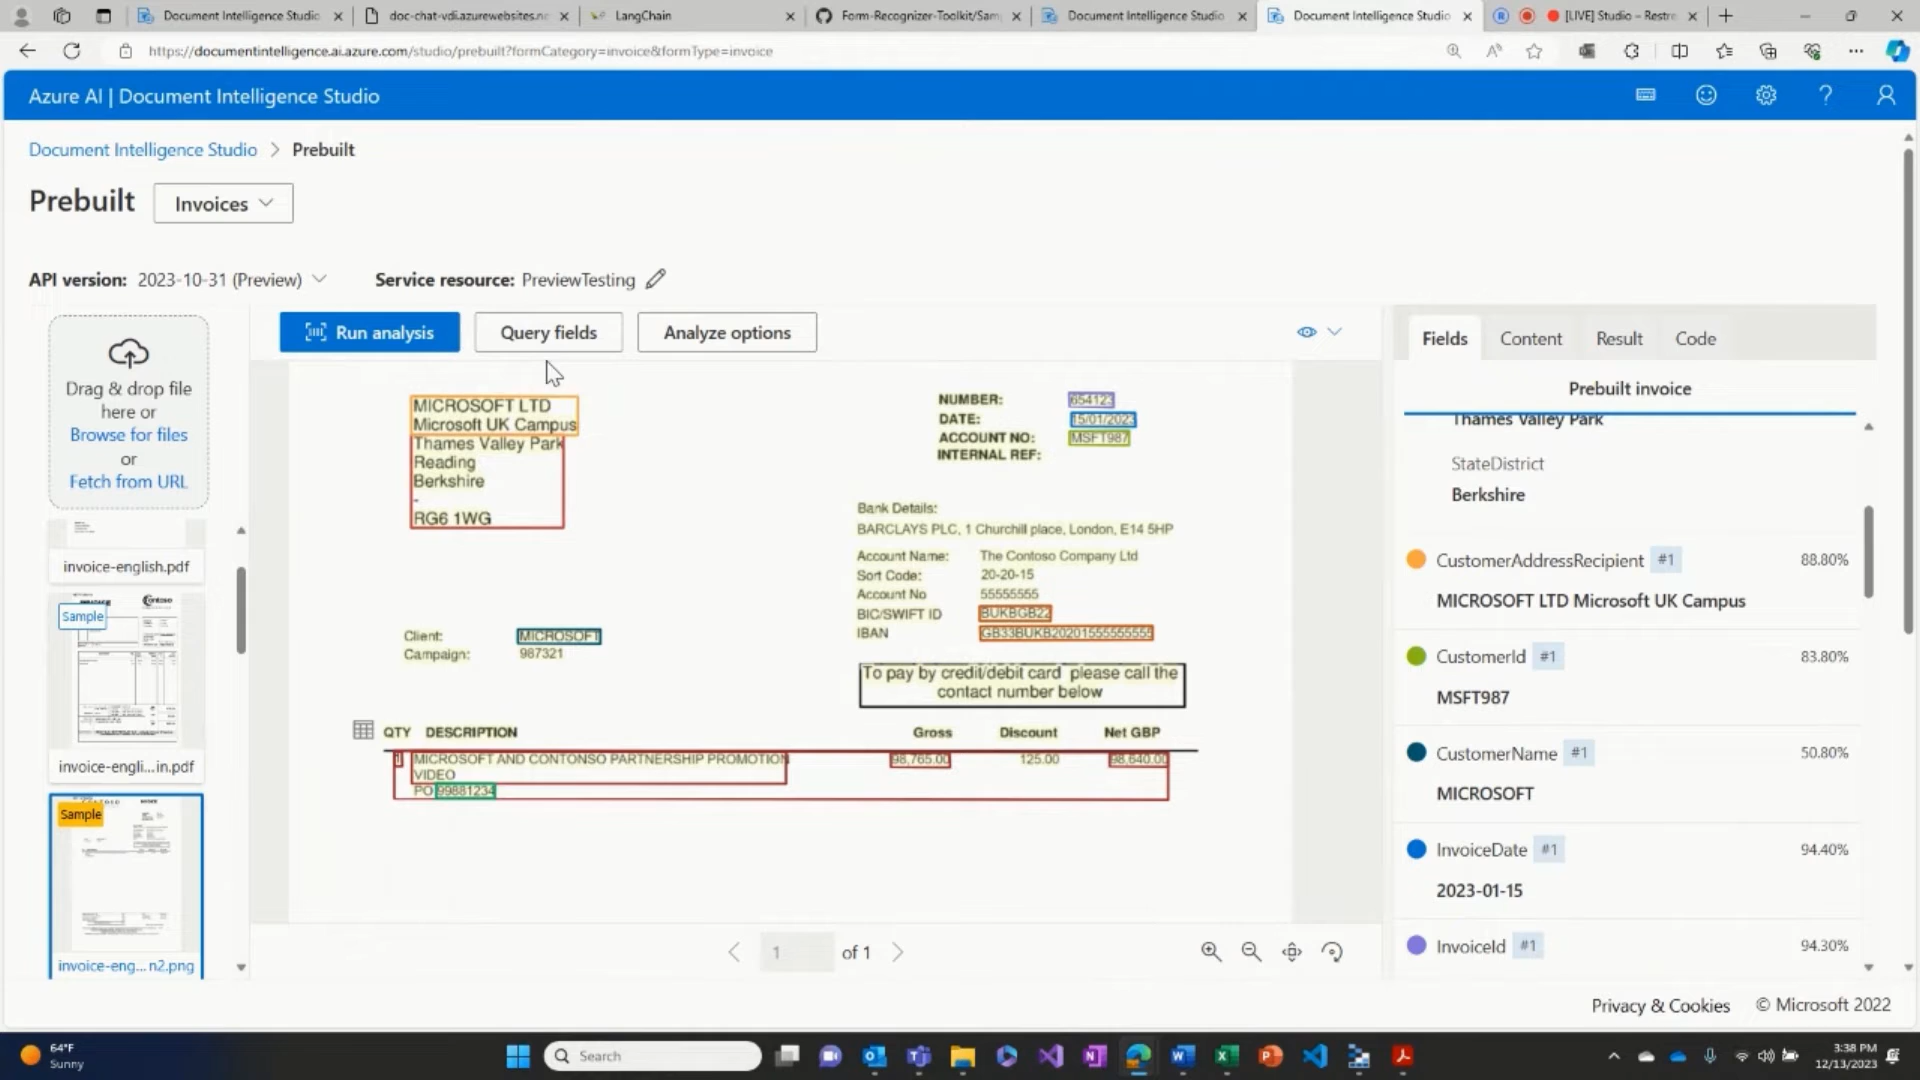 Document Intelligence Studio
doc-chat-vdi.azurewebsites.ne
LangChain
Form-Recognizer-Toolkit/Sam
Document Intelligence Studio
Document Intelligence Studio
[LIVE] Studio – Restre
https://documentintelligence.ai.azure.com/studio/prebuilt?formCategory=invoice&formType=invoice
Azure AI | Document Intelligence Studio
Document Intelligence Studio > Prebuilt
Prebuilt
Invoices
API version: 2023-10-31 (Preview)
Service resource: PreviewTesting
Drag & drop file
here or
Browse for files
or
Fetch from URL
invoice-english.pdf
Sample
Contoso
invoice-engli...in.pdf
Sample
invoice-eng...n2.png
Run analysis
Query fields
Analyze options
MICROSOFT LTD
Microsoft UK Campus
Thames Valley Park
Reading
Berkshire
-
RG6 1WG
NUMBER: 654123
DATE: 15/01/2023
ACCOUNT NO: MSFT987
INTERNAL REF:
Bank Details:
BARCLAYS PLC, 1 Churchill place, London, E14 5HP
Account Name: The Contoso Company Ltd
Sort Code: 20-20-15
Account No 55555555
BIC/SWIFT ID BUKBGB22
IBAN GB33BUKB20201555555555
Client: MICROSOFT
Campaign: 987321
To pay by credit/debit card please call the
contact number below
QTY DESCRIPTION Gross Discount Net GBP
1 MICROSOFT AND CONTONSO PARTNERSHIP PROMOTION 98,765.00 125.00 98,640.00
VIDEO
PO 99881234
1 of 1
Fields Content Result Code
Prebuilt invoice
Thames Valley Park
StateDistrict
Berkshire
CustomerAddressRecipient #1 88.80%
MICROSOFT LTD Microsoft UK Campus
CustomerId #1 83.80%
MSFT987
CustomerName #1 50.80%
MICROSOFT
InvoiceDate #1 94.40%
2023-01-15
InvoiceId #1 94.30%
Privacy & Cookies © Microsoft 2022
64°F
Sunny
Search
3:38 PM
12/13/2023